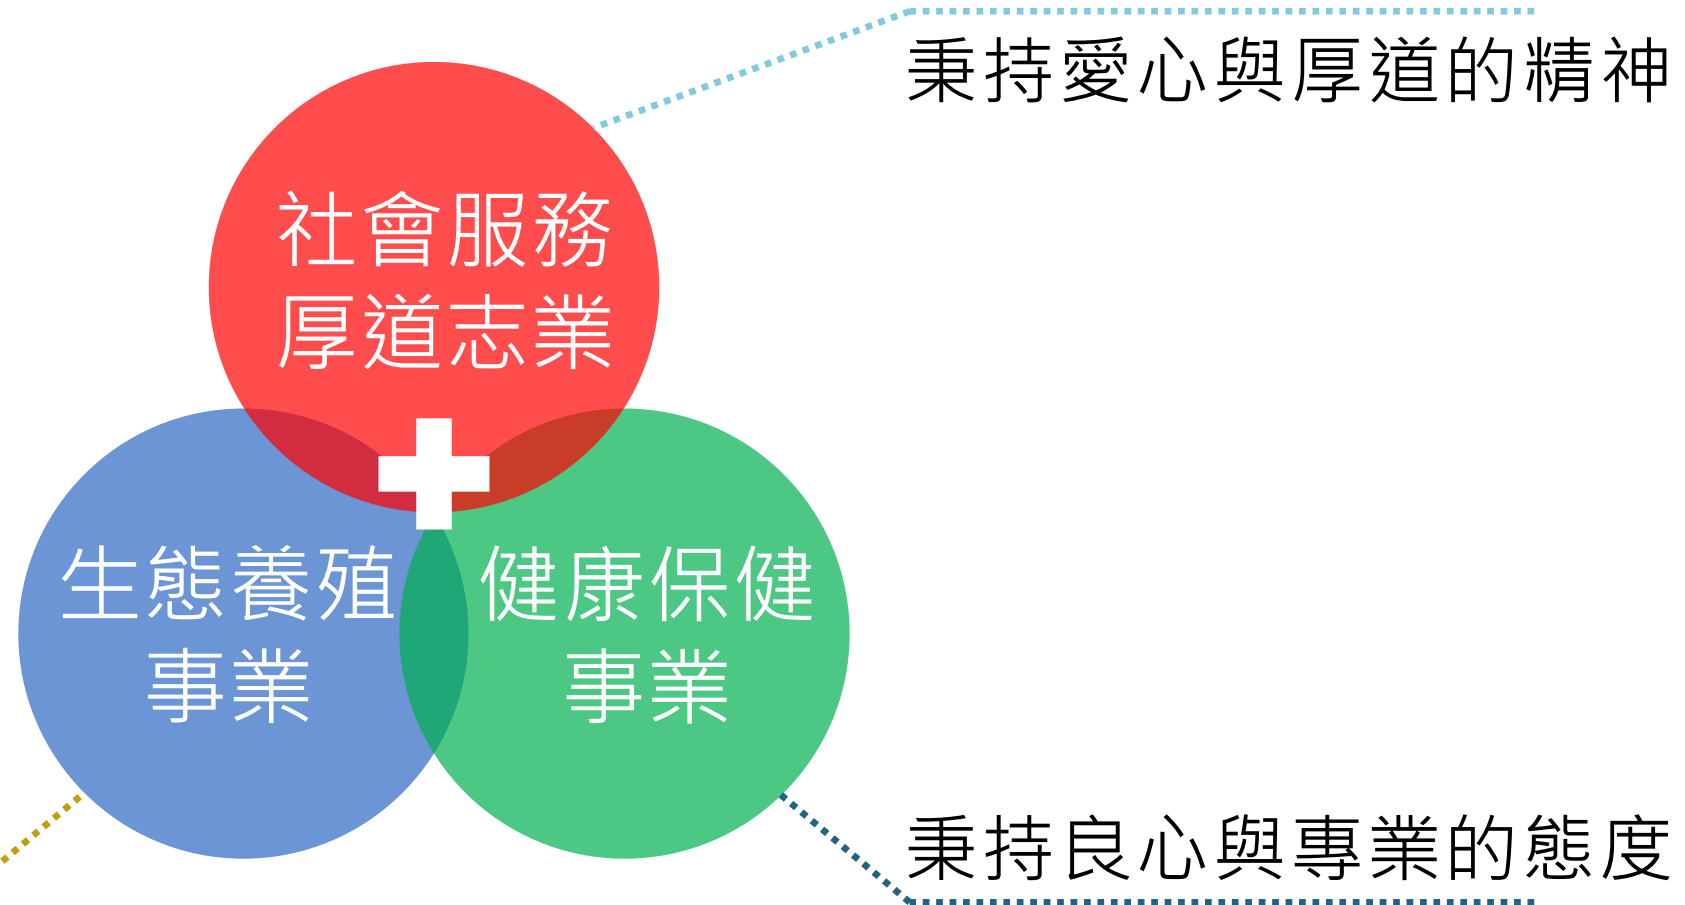 秉持愛心與厚道的精神
社會服務
厚道志業
生態養殖
事業
健康保健
事業
秉持良心與專業的態度